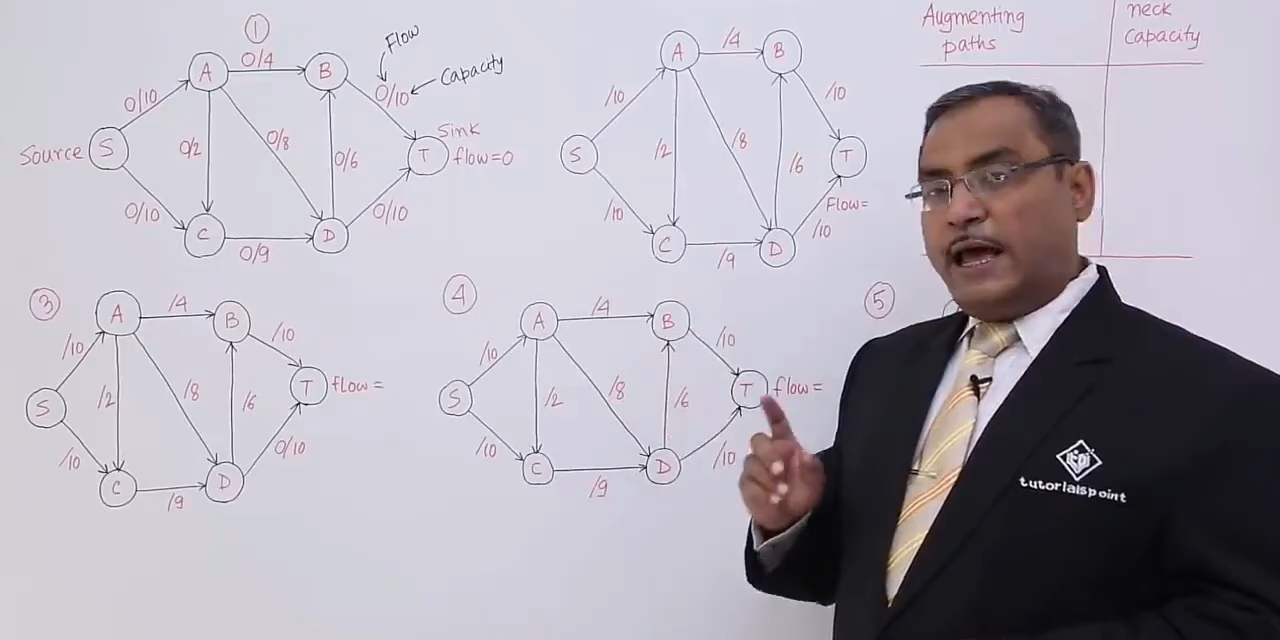 1
0/4
A
B
Flow
Capacity
0/10
0/10
Source
S
0/2
0/8
0/6
T
Sink
flow=0
0/10
C
D
0/10
0/9
A
/4
B
/10
/10
S
/2
/8
/6
T
Flow=
/10
C
D
/10
/9
Augmenting
paths
neck
Capacity
3
A
/4
B
/10
/10
S
/2
/8
/6
T
flow=
/10
C
D
0/10
/9
4
A
/4
B
/10
/10
S
/2
/8
/6
T
flow=
/10
C
D
/10
/9
5
tutorialspoint